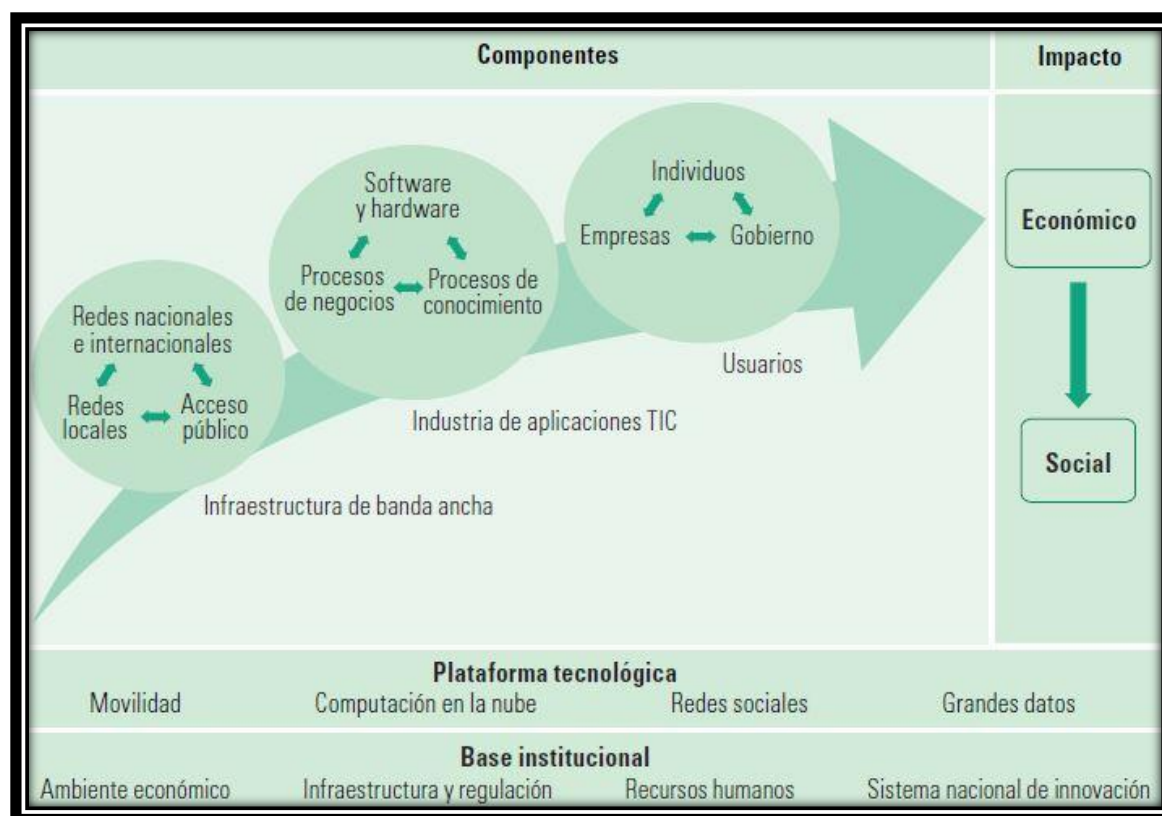 Componentes
Impacto
Individuos
Empresas
Gobierno
Software
y hardware
Procesos
de negocios
Procesos de
conocimiento
Redes nacionales
e internacionales
Redes
locales
Acceso
público
Económico
Social
Usuarios
Industria de aplicaciones TIC
Infraestructura de banda ancha
Plataforma tecnológica
Movilidad
Computación en la nube
Redes sociales
Grandes datos
Base institucional
Ambiente económico
Infraestructura y regulación
Recursos humanos
Sistema nacional de innovación